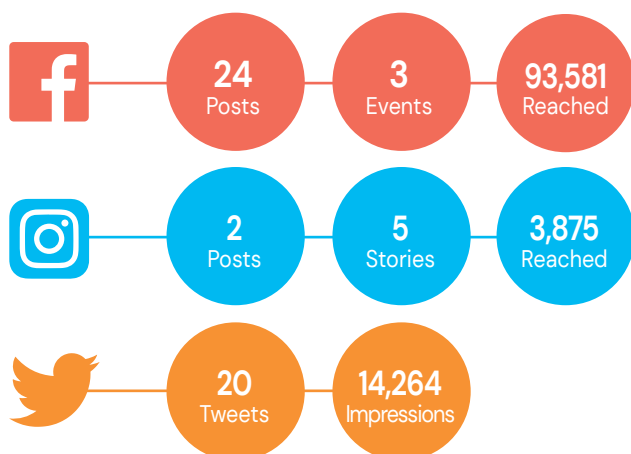 24
Posts
3
Events
93,581
Reached
2
Posts
5
Stories
3,875
Reached
20
Tweets
14,264
Impressions